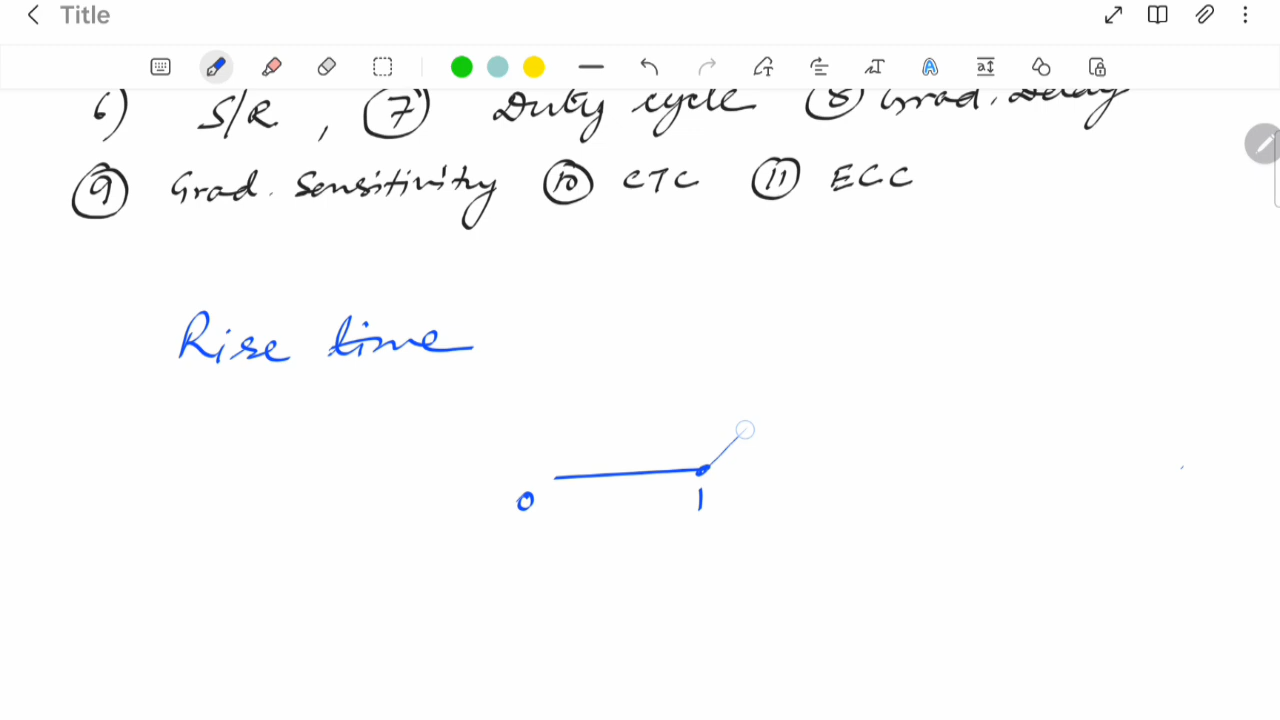 Title
6) S/R , (7) Duty cycle (8) Grad. Delay
(9) Grad. Sensitivity (10) CTC (11) ECC
Rise time
0 1